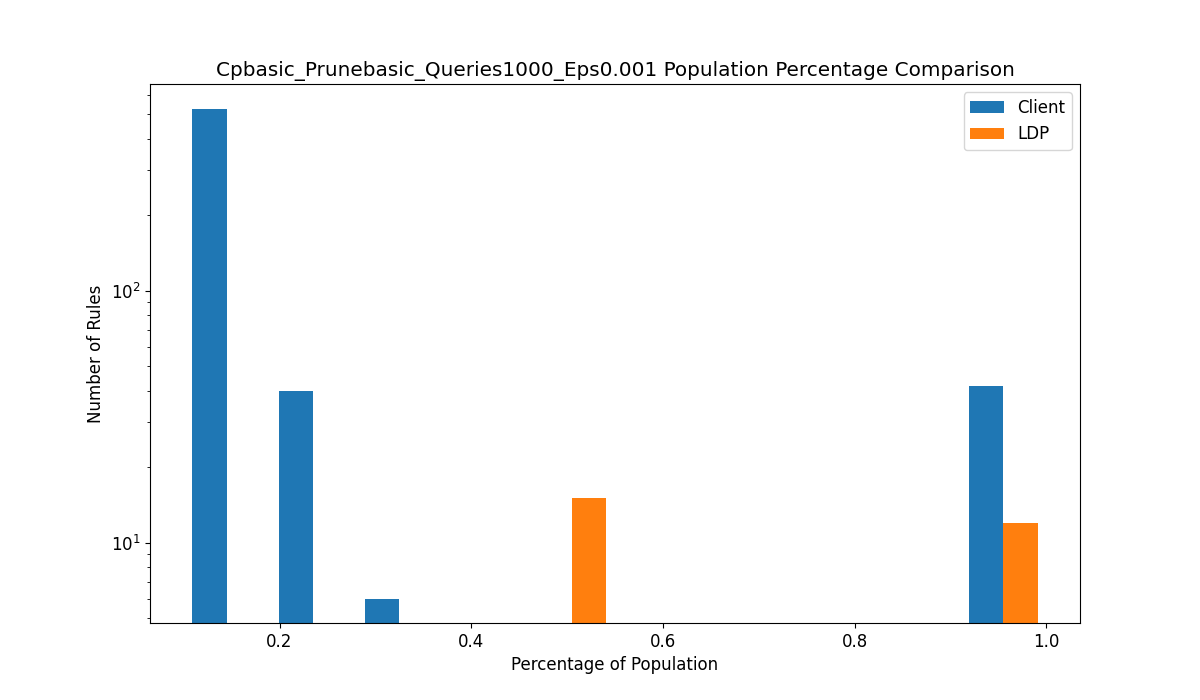 Cpbasic_Prunebasic_Queries1000_Eps0.001 Population Percentage Comparison
Client
LDP
Number of Rules
10²
10¹
0.2 0.4 0.6 0.8 1.0
Percentage of Population